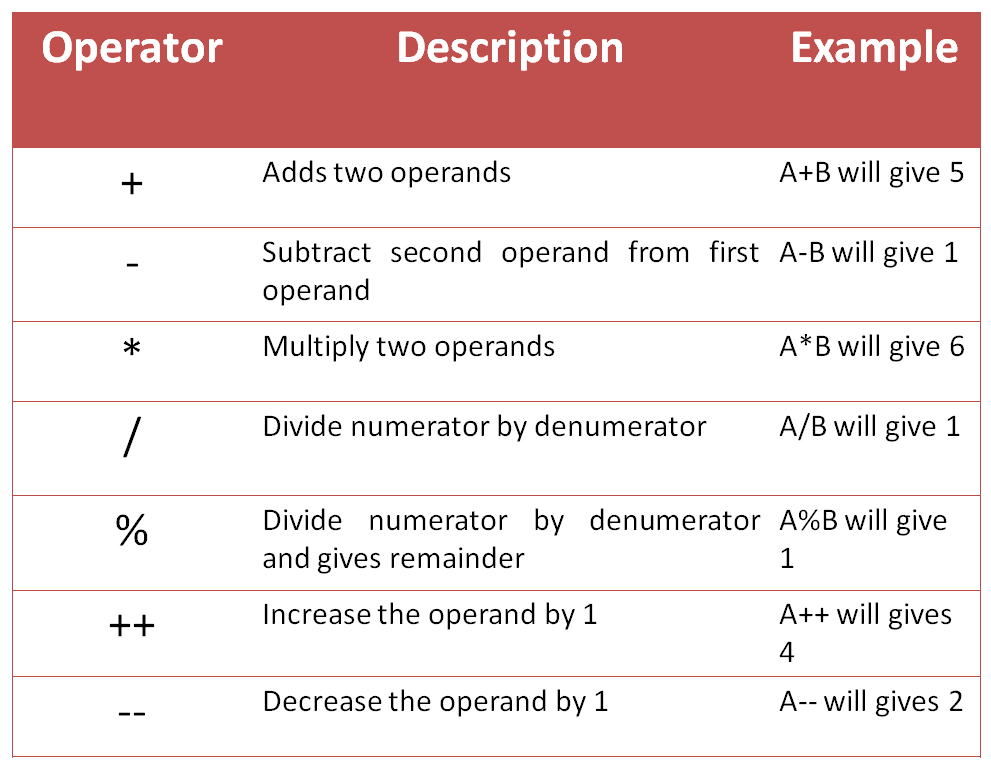 Operator Description Example
+ Adds two operands A+B will give 5
- Subtract second operand from first A-B will give 1
operand
* Multiply two operands A*B will give 6
/ Divide numerator by denumerator A/B will give 1
% Divide numerator by denumerator A%B will give
and gives remainder 1
++ Increase the operand by 1 A++ will gives
4
-- Decrease the operand by 1 A-- will gives 2